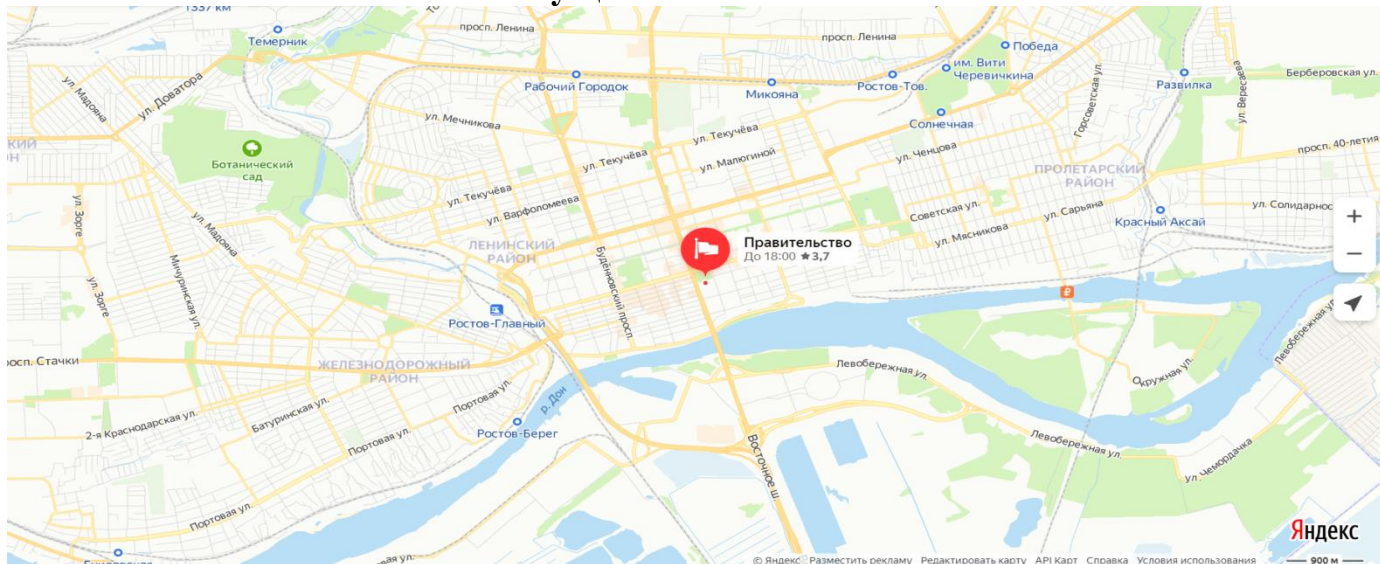 1337 км
просп. Ленина
просп. Ленина
Темерник
Победа
им. Вити
Черевичкина
ул. Мадояна
ул. Доватора
Рабочий Городок
Микояна
Ростов-Тов.
Горсоветская ул.
Развилка
ул. Вересаева
Берберовская ул.
ул. Мечникова
ул. Текучёва
Солнечная
Ботанический
сад
ул. Текучёва
ул. Малюгиной
ул. Ченцова
просп. 40-летия
ПРОЛЕТАРСКИЙ
РАЙОН
ул. Текучёва
ул. Варфоломеева
Советская ул.
ул. Сарьяна
ул. Солидарнос
Красный Аксай
ул. Зорге
ул. Мадояна
ЛЕНИНСКИЙ
РАЙОН
Будённовский просп.
Правительство
До 18:00 ★3,7
ул. Мясникова
+
−
ул. Зорге
Мичуринская ул.
Ростов-Главный
ЖЕЛЕЗНОДОРОЖНЫЙ
РАЙОН
Левобережная ул.
Левобережная ул.
Окружная ул.
Портовая ул.
р. Дон
2-я Краснодарская ул.
Батуринская ул.
Портовая ул.
Ростов-Берег
Восточное ш.
Левобережная ул.
ул. Чемордачка
Портовая ул.
Яндекс
© Яндекс Разместить рекламу Редактировать карту API Карт Справка Условия использования
900 м